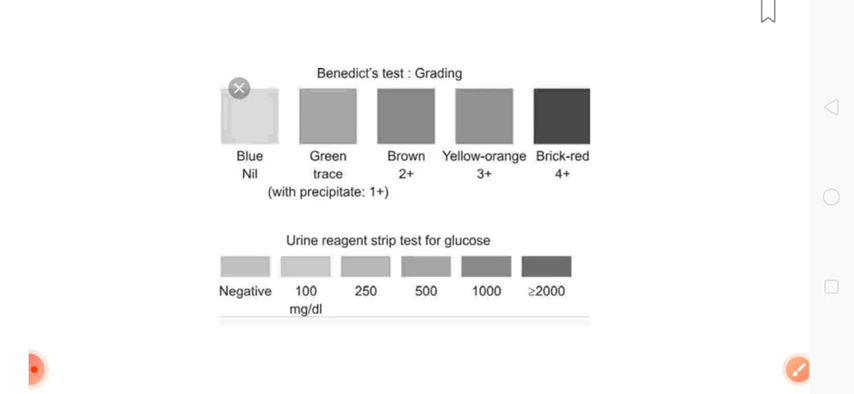 Benedict's test : Grading
Blue Green Brown Yellow-orange Brick-red
Nil trace 2+ 3+ 4+
(with precipitate: 1+)
Urine reagent strip test for glucose
Negative 100 250 500 1000 ≥2000
mg/dl